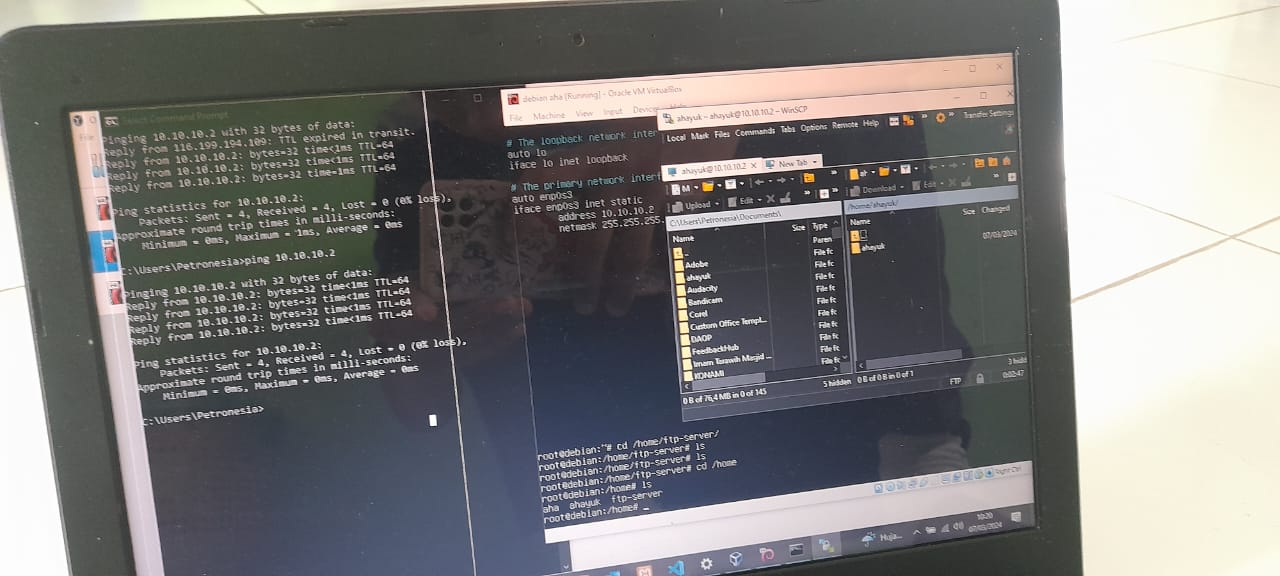 Select Command Prompt
Pinging 10.10.10.2 with 32 bytes of data:
Reply from 116.199.194.109: TTL expired in transit.
Reply from 10.10.10.2: bytes=32 time<1ms TTL=64
Reply from 10.10.10.2: bytes=32 time=1ms TTL=64
Reply from 10.10.10.2: bytes=32 time<1ms TTL=64
Ping statistics for 10.10.10.2:
Packets: Sent = 4, Received = 4, Lost = 0 (0% loss),
Approximate round trip times in milli-seconds:
Minimum = 0ms, Maximum = 1ms, Average = 0ms
C:\Users\Petronesia>ping 10.10.10.2
Pinging 10.10.10.2 with 32 bytes of data:
Reply from 10.10.10.2: bytes=32 time<1ms TTL=64
Reply from 10.10.10.2: bytes=32 time<1ms TTL=64
Reply from 10.10.10.2: bytes=32 time<1ms TTL=64
Reply from 10.10.10.2: bytes=32 time<1ms TTL=64
Ping statistics for 10.10.10.2:
Packets: Sent = 4, Received = 4, Lost = 0 (0% loss),
Approximate round trip times in milli-seconds:
Minimum = 0ms, Maximum = 0ms, Average = 0ms
C:\Users\Petronesia>
debian aha [Running] - Oracle VM VirtualBox
File Machine View Input Devices Help
# The loopback network inter
auto lo
iface lo inet loopback
# The primary network interf
auto enp0s3
iface enp0s3 inet static
address 10.10.10.2
netmask 255.255.255.
ahayuk – ahayuk@10.10.10.2 – WinSCP
Local Mark Files Commands Tabs Options Remote Help
Transfer Settings
ahayuk@10.10.10.2 × New Tab
Upload Edit
Download Edit
C:\Users\Petronesia\Documents\
/home/ahayuk/
Name Size Type
Name Size Changed
..
Paren
07/03/2024
Adobe File fc
ahayuk File fc
ahayuk
Audacity File fc
Bandicam File fc
Corel File fc
Custom Office Templ... File fc
DAOP File fc
FeedbackHub File fc
Imam Tarawih Masjid ... File fc
KONAMI File fc
0 B of 76,4 MB in 0 of 145
5 hidden
0 B of 0 B in 0 of 1
3 hidd
FTP
0:02:47
root@debian:~# cd /home/ftp-server/
root@debian:/home/ftp-server# ls
root@debian:/home/ftp-server# ls
root@debian:/home/ftp-server# cd /home
root@debian:/home# ls
aha ahayuk ftp-server
root@debian:/home# _
Right Ctrl
Huja...
10:20
07/03/2024